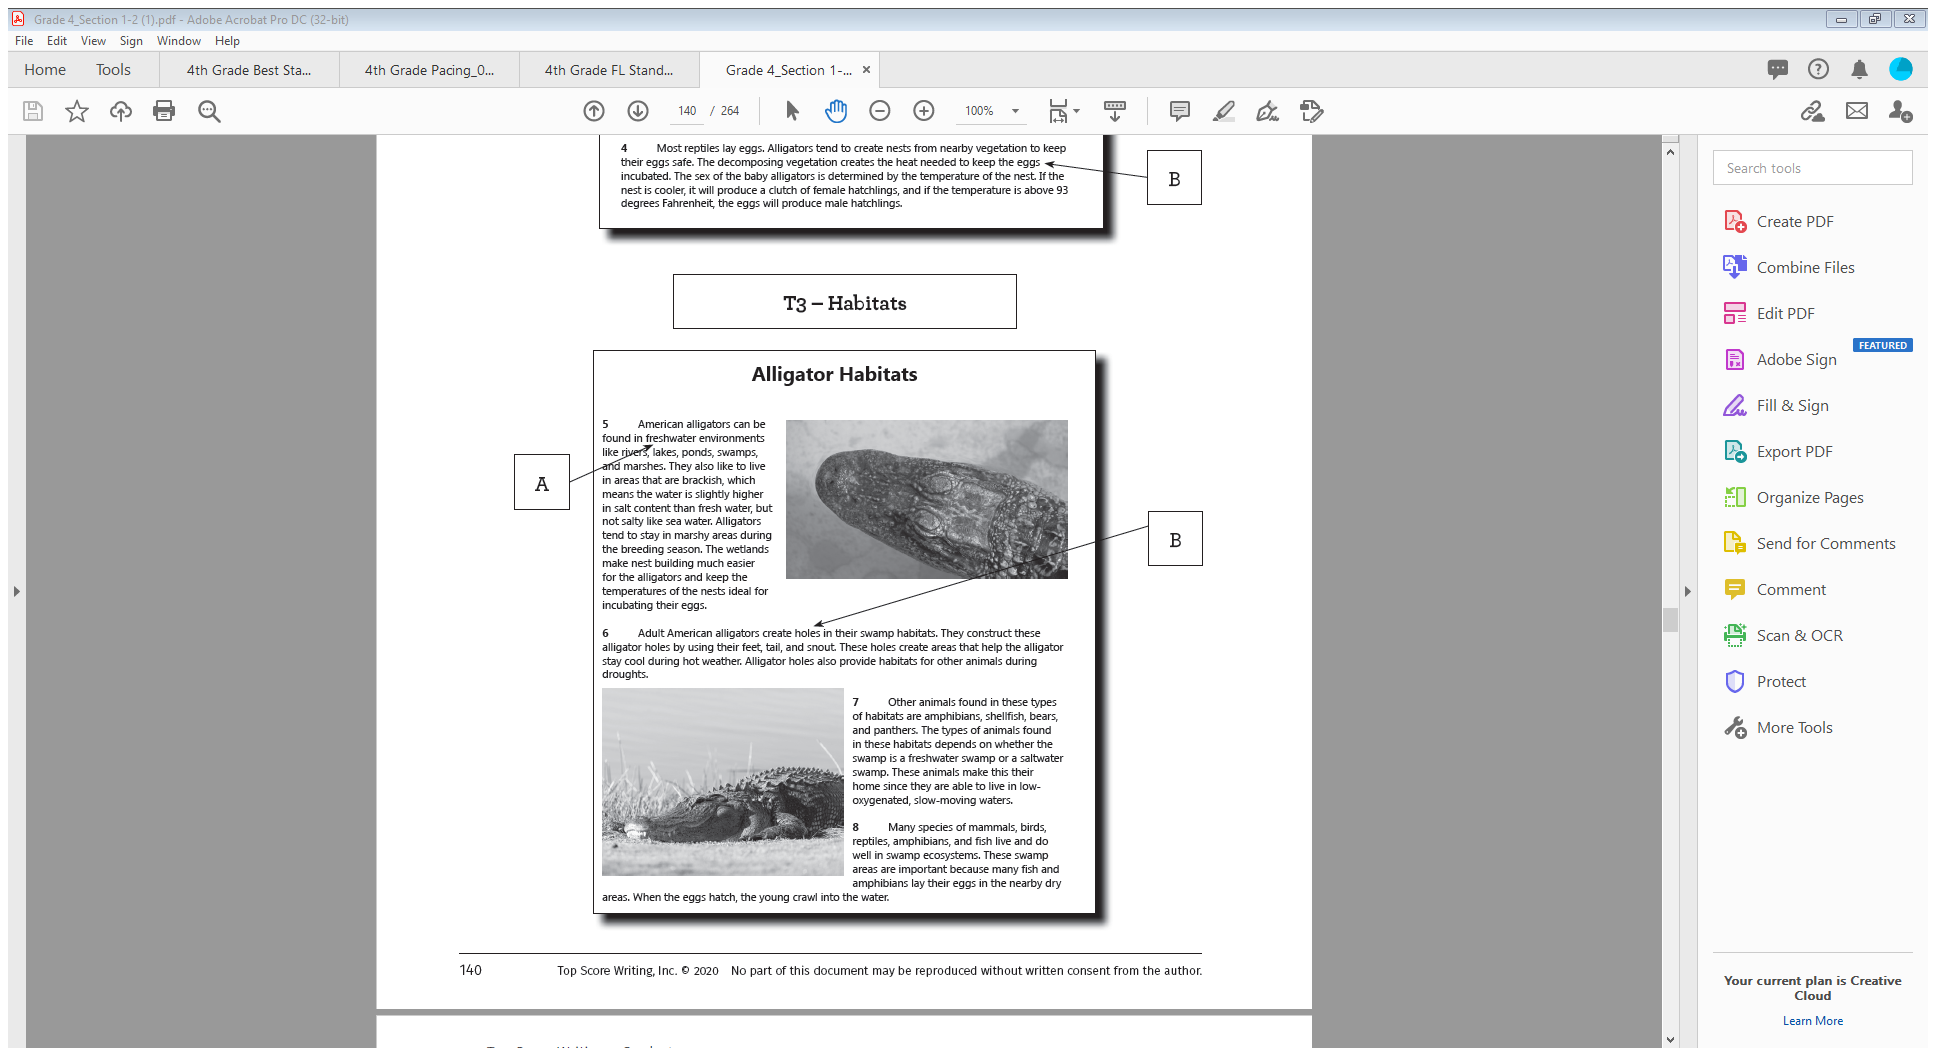 Grade 4_Section 1-2 (1).pdf - Adobe Acrobat Pro DC (32-bit)
File Edit View Sign Window Help
Home Tools 4th Grade Best Sta... 4th Grade Pacing_0... 4th Grade FL Stand... Grade 4_Section 1-... ×
140 / 264 100%
4 Most reptiles lay eggs. Alligators tend to create nests from nearby vegetation to keep
their eggs safe. The decomposing vegetation creates the heat needed to keep the eggs
incubated. The sex of the baby alligators is determined by the temperature of the nest. If the
nest is cooler, it will produce a clutch of female hatchlings, and if the temperature is above 93
degrees Fahrenheit, the eggs will produce male hatchlings.
B
T3 – Habitats
Alligator Habitats
5 American alligators can be
found in freshwater environments
like rivers, lakes, ponds, swamps,
and marshes. They also like to live
in areas that are brackish, which
means the water is slightly higher
in salt content than fresh water, but
not salty like sea water. Alligators
tend to stay in marshy areas during
the breeding season. The wetlands
make nest building much easier
for the alligators and keep the
temperatures of the nests ideal for
incubating their eggs.
A
B
6 Adult American alligators create holes in their swamp habitats. They construct these
alligator holes by using their feet, tail, and snout. These holes create areas that help the alligator
stay cool during hot weather. Alligator holes also provide habitats for other animals during
droughts.
7 Other animals found in these types
of habitats are amphibians, shellfish, bears,
and panthers. The types of animals found
in these habitats depends on whether the
swamp is a freshwater swamp or a saltwater
swamp. These animals make this their
home since they are able to live in low-
oxygenated, slow-moving waters.
8 Many species of mammals, birds,
reptiles, amphibians, and fish live and do
well in swamp ecosystems. These swamp
areas are important because many fish and
amphibians lay their eggs in the nearby dry
areas. When the eggs hatch, the young crawl into the water.
140 Top Score Writing, Inc. © 2020 No part of this document may be reproduced without written consent from the author.
Search tools
Create PDF
Combine Files
Edit PDF
FEATURED
Adobe Sign
Fill & Sign
Export PDF
Organize Pages
Send for Comments
Comment
Scan & OCR
Protect
More Tools
Your current plan is Creative
Cloud
Learn More